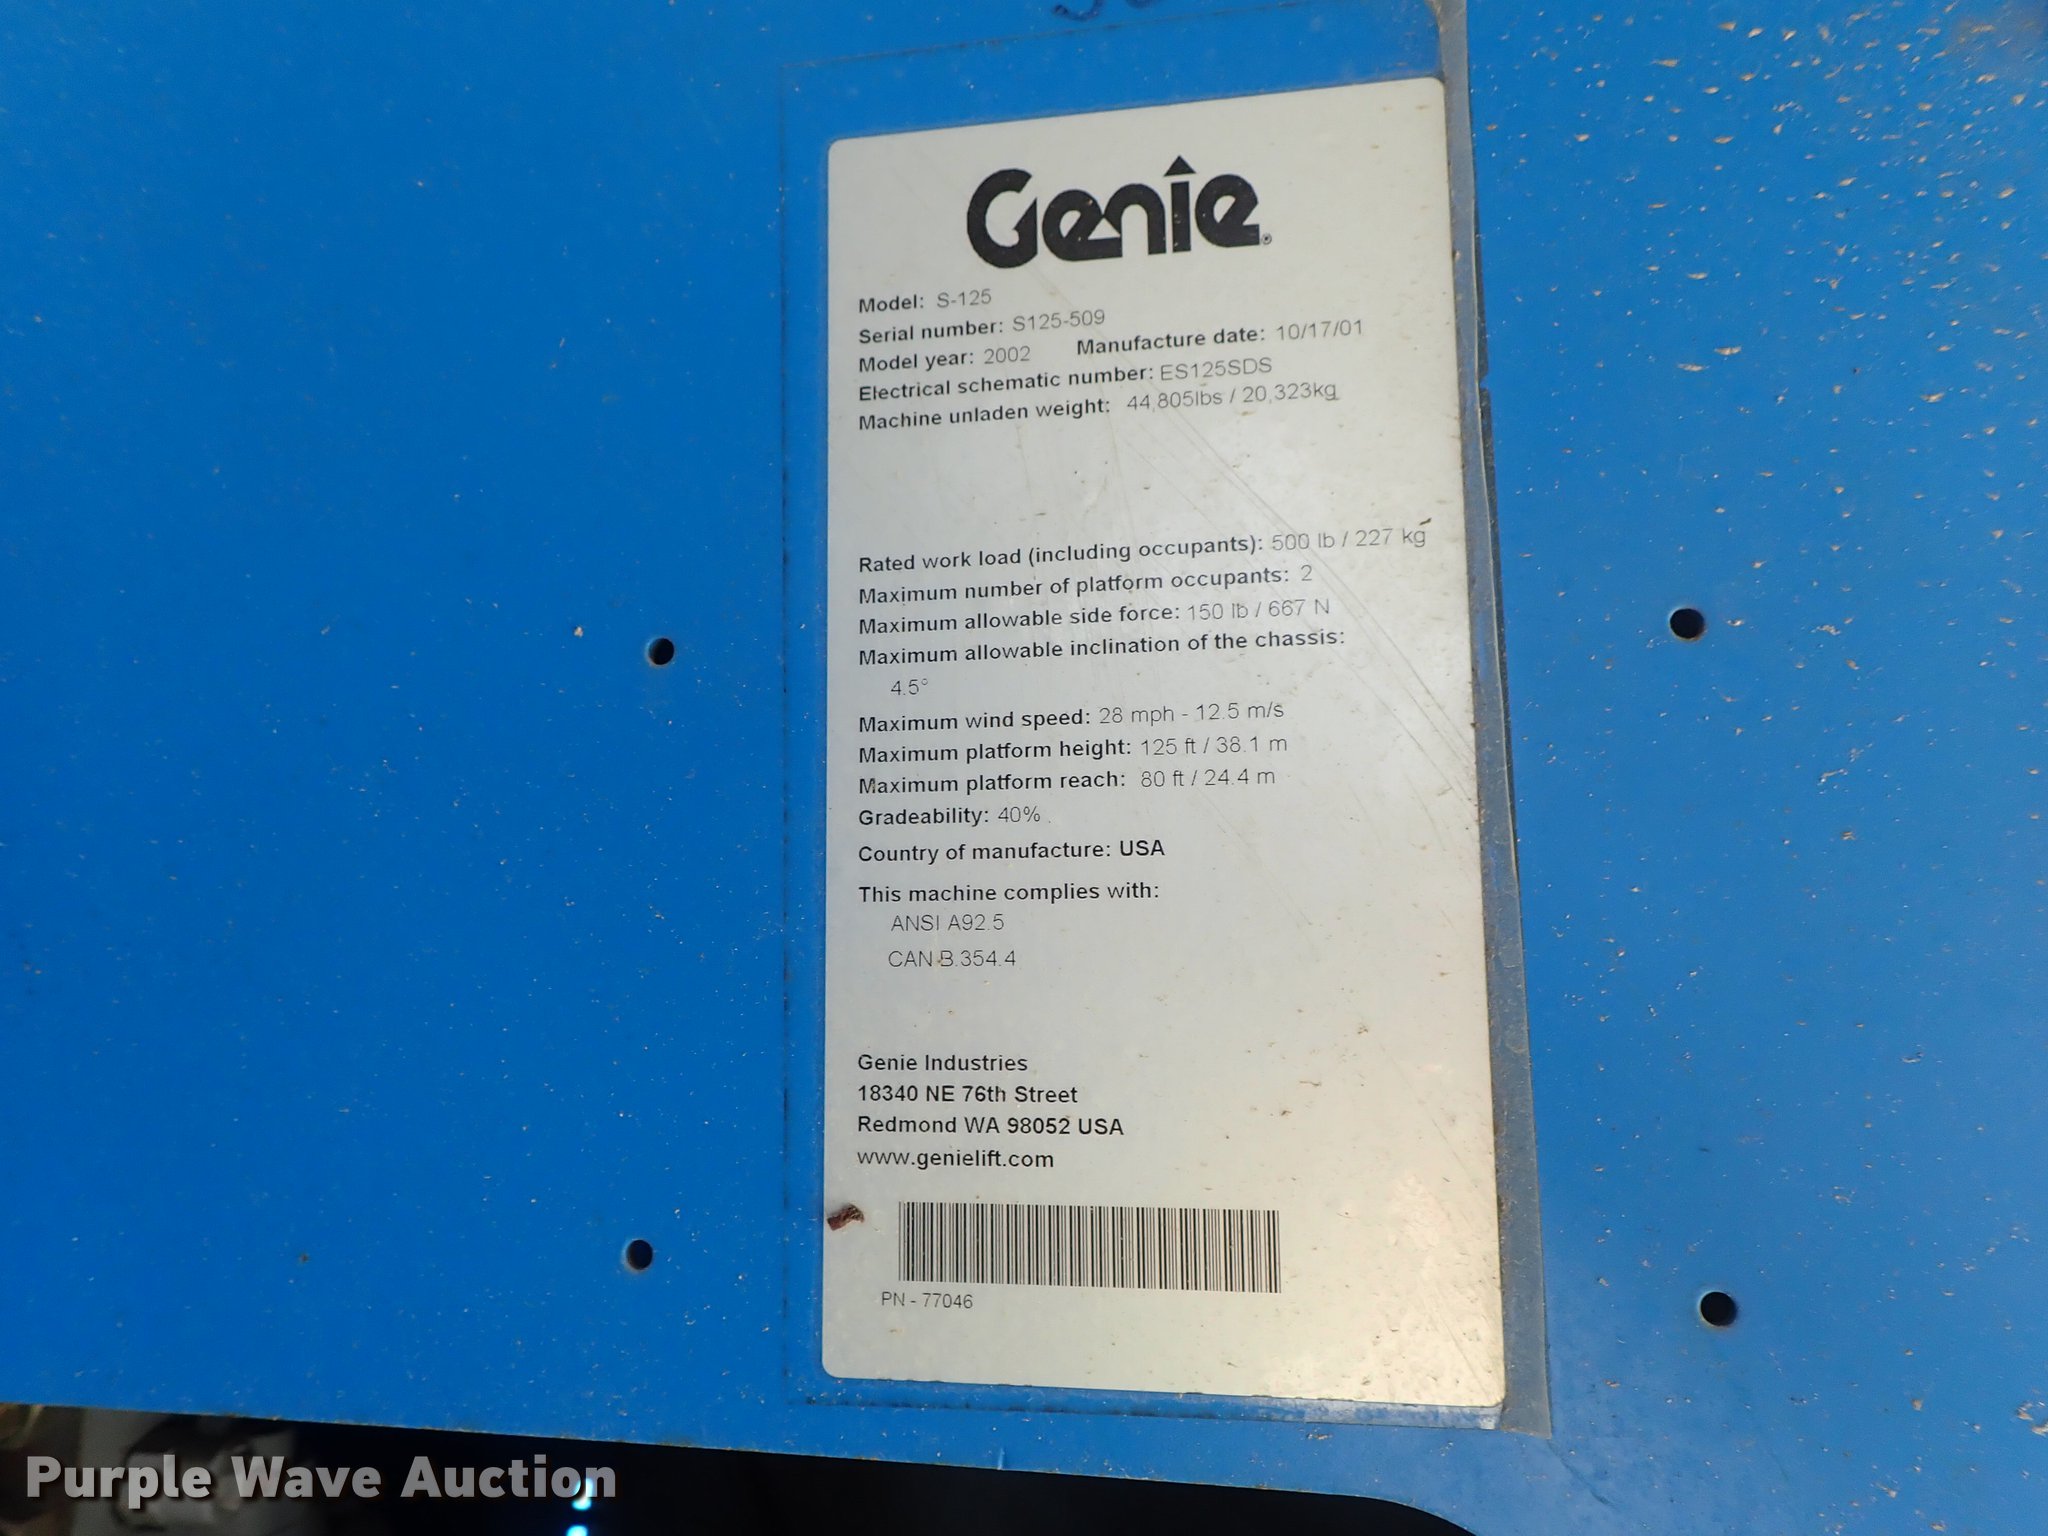 Genie®
Model: S-125
Serial number: S125-509
Model year: 2002 Manufacture date: 10/17/01
Electrical schematic number: ES125SDS
Machine unladen weight: 44,805lbs / 20,323kg
Rated work load (including occupants): 500 lb / 227 kg
Maximum number of platform occupants: 2
Maximum allowable side force: 150 lb / 667 N
Maximum allowable inclination of the chassis:
4.5°
Maximum wind speed: 28 mph - 12.5 m/s
Maximum platform height: 125 ft / 38.1 m
Maximum platform reach: 80 ft / 24.4 m
Gradeability: 40%
Country of manufacture: USA
This machine complies with:
ANSI A92.5
CAN B.354.4
Genie Industries
18340 NE 76th Street
Redmond WA 98052 USA
www.genielift.com
PN - 77046
Purple Wave Auction